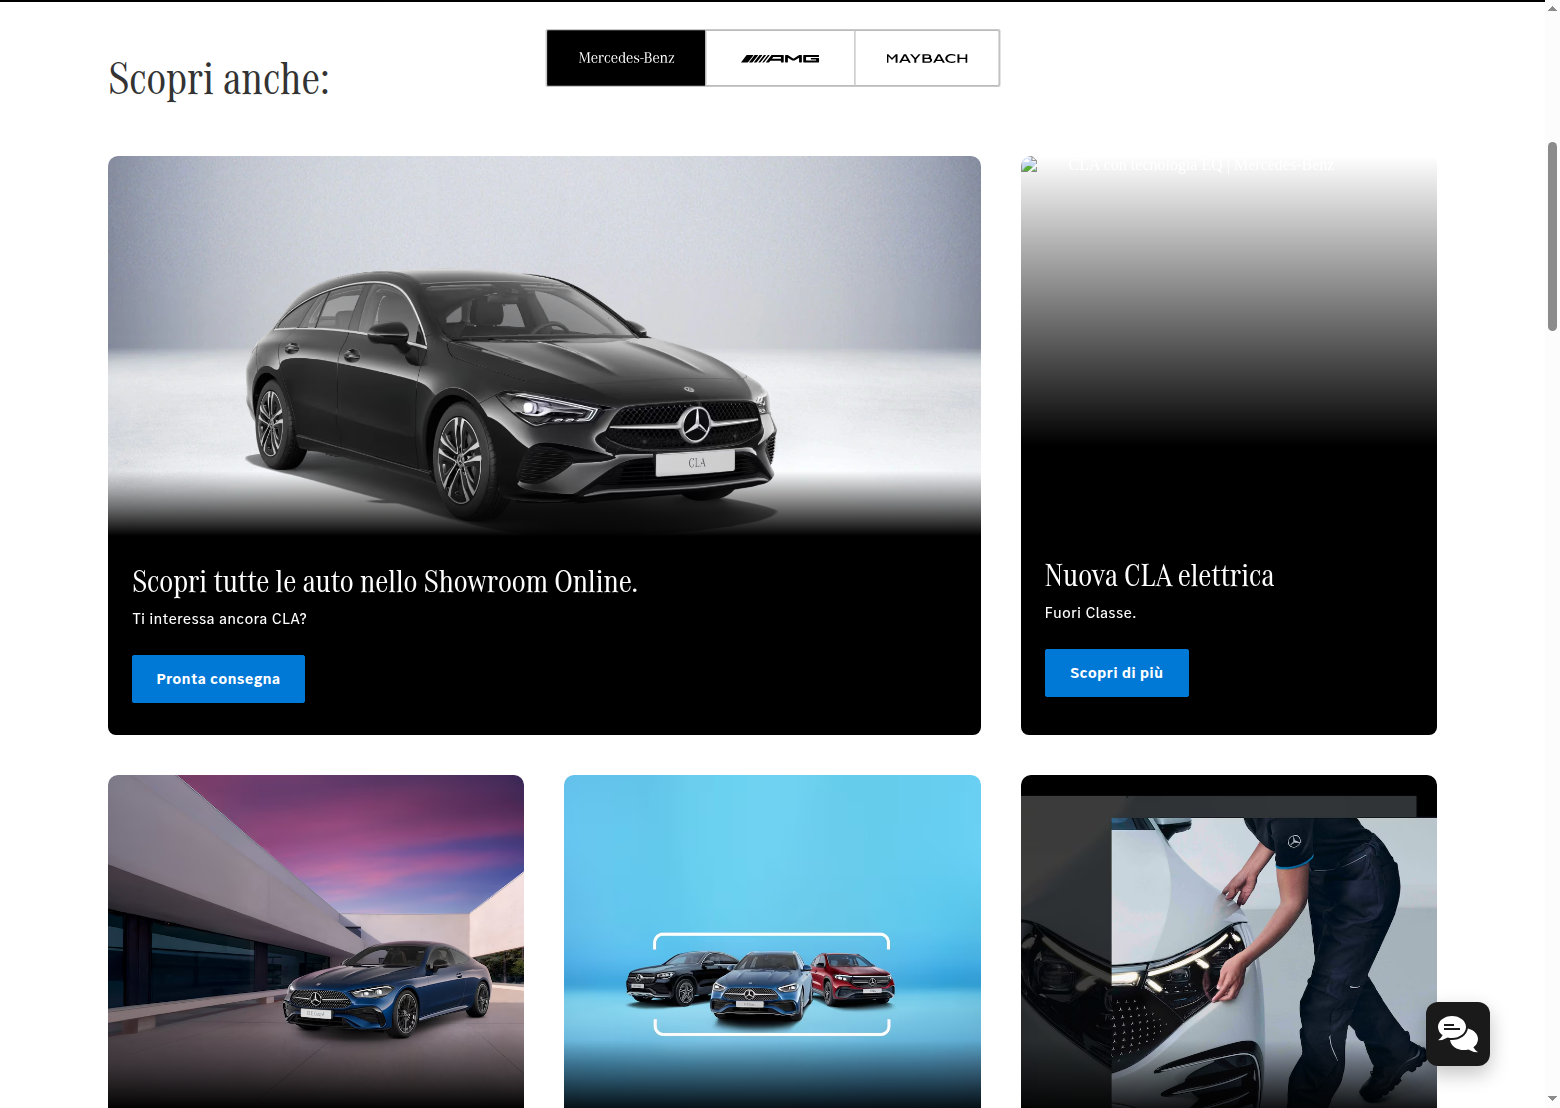 Mercedes-Benz
AMG
MAYBACH
Scopri anche:
CLA con tecnologia EQ | Mercedes-Benz
CLA
Scopri tutte le auto nello Showroom Online.
Ti interessa ancora CLA?
Pronta consegna
Nuova CLA elettrica
Fuori Classe.
Scopri di più